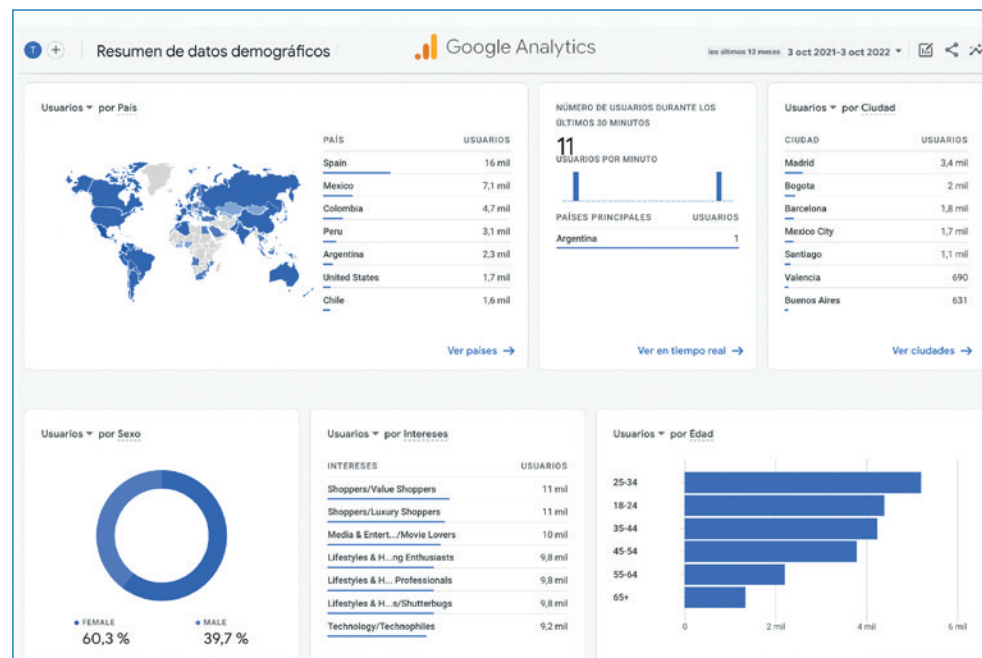 T +
Resumen de datos demográficos
Google Analytics
los últimos 12 meses 3 oct 2021-3 oct 2022
Usuarios por País
PAÍS USUARIOS
Spain 16 mil
Mexico 7,1 mil
Colombia 4,7 mil
Peru 3,1 mil
Argentina 2,3 mil
United States 1,7 mil
Chile 1,6 mil
Ver países →
NÚMERO DE USUARIOS DURANTE LOS
ÚLTIMOS 30 MINUTOS
11
USUARIOS POR MINUTO
PAÍSES PRINCIPALES USUARIOS
Argentina 1
Ver en tiempo real →
Usuarios por Ciudad
CIUDAD USUARIOS
Madrid 3,4 mil
Bogota 2 mil
Barcelona 1,8 mil
Mexico City 1,7 mil
Santiago 1,1 mil
Valencia 690
Buenos Aires 631
Ver ciudades →
Usuarios por Sexo
FEMALE MALE
60,3 % 39,7 %
Usuarios por Intereses
INTERESES USUARIOS
Shoppers/Value Shoppers 11 mil
Shoppers/Luxury Shoppers 11 mil
Media & Entert.../Movie Lovers 10 mil
Lifestyles & H...ng Enthusiasts 9,8 mil
Lifestyles & H... Professionals 9,8 mil
Lifestyles & H...s/Shutterbugs 9,8 mil
Technology/Technophiles 9,2 mil
Usuarios por Edad
25-34
18-24
35-44
45-54
55-64
65+
0 2 mil 4 mil 6 mil